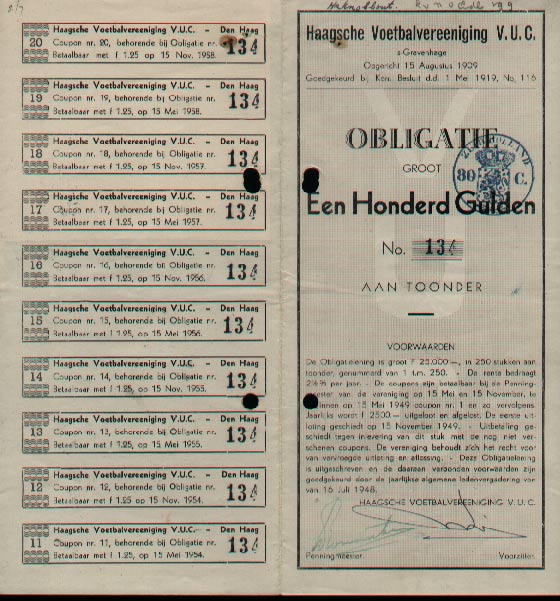 20
Haagsche Voetbalvereeniging V.U.C. - Den Haag
Coupon nr. 20, behorende bij Obligatie nr. 134
Betaalbaar met f 1.25 op 15 Nov. 1958.
19
Haagsche Voetbalvereeniging V.U.C. - Den Haag
Coupon nr. 19, behorende bij Obligatie nr. 134
Betaalbaar met f 1.25, op 15 Mei 1958.
18
Haagsche Voetbalvereeniging V.U.C. - Den Haag
Coupon nr. 18, behorende bij Obligatie nr. 134
Betaalbaar met f 1.25 op 15 Nov. 1957.
17
Haagsche Voetbalvereeniging V.U.C. - Den Haag
Coupon nr. 17, behorende bij Obligatie nr. 134
Betaalbaar met f 1.25, op 15 Mei 1957.
16
Haagsche Voetbalvereeniging V.U.C. - Den Haag
Coupon nr. 16, behorende bij Obligatie nr. 134
Betaalbaar met f 1.25 op 15 Nov. 1956.
15
Haagsche Voetbalvereeniging V.U.C. - Den Haag
Coupon nr. 15, behorende bij Obligatie nr. 134
Betaalbaar met f 1.25, op 15 Mei 1956.
14
Haagsche Voetbalvereeniging V.U.C. - Den Haag
Coupon nr. 14, behorende bij Obligatie nr. 134
Betaalbaar met f 1.25, op 15 Nov. 1955.
13
Haagsche Voetbalvereeniging V.U.C. - Den Haag
Coupon nr. 13, behorende bij Obligatie nr. 134
Betaalbaar met f 1.25, op 15 Mei 1955.
12
Haagsche Voetbalvereeniging V.U.C. - Den Haag
Coupon nr. 12, behorende bij Obligatie nr. 134
Betaalbaar met f 1.25 op 15 Nov. 1954.
11
Haagsche Voetbalvereeniging V.U.C. - Den Haag
Coupon nr. 11, behorende bij Obligatie nr. 134
Betaalbaar met f 1.25, op 15 Mei 1954.
Haagsche Voetbalvereeniging V.U.C.
s-Gravenhage
Opgericht 15 Augustus 1909
Goedgekeurd bij Kon. Besluit d.d. 1 Mei 1919, No. 116
OBLIGATIE
GROOT
ZUID HOLLAND
80 C.
Een Honderd Gulden
No. 134
AAN TOONDER
VOORWAARDEN
De Obligatielening is groot f 25.000—, in 250 stukken aan
toonder, genummerd van 1 t.m. 250. - De rente bedraagt
2½% per jaar. - De coupons zijn betaalbaar bij de Penning-
ster van de vereniging op 15 Mei en 15 November, te
innen op 15 Mei 1949 coupon nr. 1 en zo vervolgens.
Jaarlijks wordt f 2500.— uitgeloot en afgelost. De eerste uit-
loting geschiedt op 15 November 1949. - Uitbetaling ge-
schiedt tegen inlevering van dit stuk met de nog niet ver-
schenen coupons. De vereniging behoudt zich het recht voor
van vervroegde uitloting en aflossing. - Deze Obligatielening
is uitgeschreven en de daaraan verbonden voorwaarden zijn
goedgekeurd door de jaarlijkse algemene ledenvergadering van
van 16 Juli 1948.
HAAGSCHE VOETBALVEREENIGING V.U.C.
Penningmeester. Voorzitter.